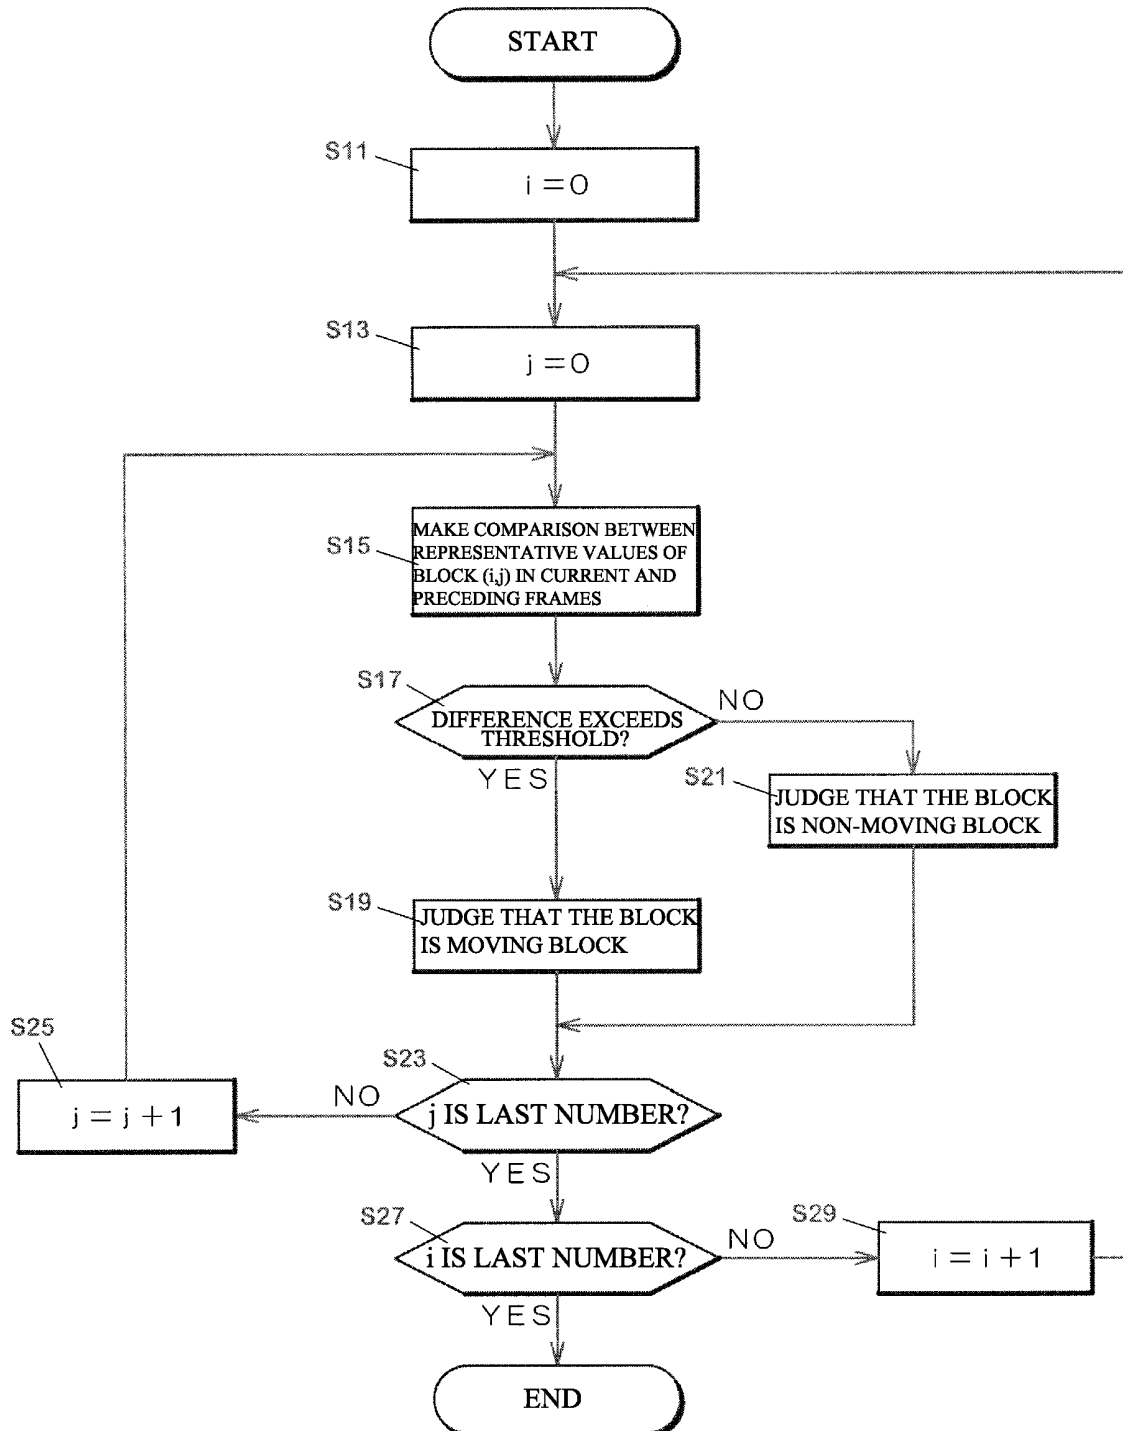 START
S11
i = 0
S13
j = 0
S15
MAKE COMPARISON BETWEEN
REPRESENTATIVE VALUES OF
BLOCK (i,j) IN CURRENT AND
PRECEDING FRAMES
S17
DIFFERENCE EXCEEDS
THRESHOLD?
NO
YES
S21
JUDGE THAT THE BLOCK
IS NON-MOVING BLOCK
S19
JUDGE THAT THE BLOCK
IS MOVING BLOCK
S25
j = j + 1
S23
NO
j IS LAST NUMBER?
YES
S27
i IS LAST NUMBER?
NO
S29
i = i + 1
YES
END